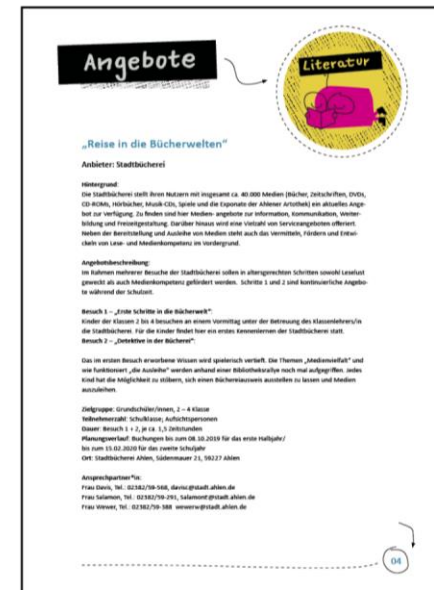 Angebote
Literatur
„Reise in die Bücherwelten“
Anbieter: Stadtbücherei
Hintergrund:
Die Stadtbücherei stellt ihren Nutzern mit insgesamt ca. 40.000 Medien (Bücher, Zeitschriften, DVDs,
CD-ROMs, Hörbücher, Musik-CDs, Spiele und die Exponate der Ahlener Artothek) ein aktuelles Ange-
bot zur Verfügung. Zu finden sind hier Medien- angebote zur Information, Kommunikation, Weiter-
bildung und Freizeitgestaltung. Darüber hinaus wird eine Vielzahl von Serviceangeboten offeriert.
Neben der Bereitstellung und Ausleihe von Medien steht auch das Vermitteln, Fördern und Entwi-
ckeln von Lese- und Medienkompetenz im Vordergrund.
Angebotsbeschreibung:
Im Rahmen mehrerer Besuche der Stadtbücherei sollen in altersgerechten Schritten sowohl Leselust
geweckt als auch Medienkompetenz gefördert werden. Schritte 1 und 2 sind kontinuierliche Angebo-
te während der Schulzeit.
Besuch 1 – „Erste Schritte in die Bücherwelt“:
Kinder der Klassen 2 bis 4 besuchen an einem Vormittag unter der Betreuung des Klassenlehrers/in
die Stadtbücherei. Für die Kinder findet hier ein erstes Kennenlernen der Stadtbücherei statt.
Besuch 2 – „Detektive in der Bücherei“:
Das im ersten Besuch erworbene Wissen wird spielerisch vertieft. Die Themen „Medienvielfalt“ und
wie funktioniert „die Ausleihe“ werden anhand einer Bibliotheksrallye noch mal aufgegriffen. Jedes
Kind hat die Möglichkeit zu stöbern, sich einen Büchereiausweis ausstellen zu lassen und Medien
auszuleihen.
Zielgruppe: Grundschüler/innen, 2 – 4 Klasse
Teilnehmerzahl: Schulklasse; Aufsichtspersonen
Dauer: Besuch 1 + 2, je ca. 1,5 Zeitstunden
Planungsverlauf: Buchungen bis zum 08.10.2019 für das erste Halbjahr/
bis zum 15.02.2020 für das zweite Schuljahr
Ort: Stadtbücherei Ahlen, Südenmauer 21, 59227 Ahlen
Ansprechpartner*in:
Frau Davis, Tel.: 02382/59-568, davisc@stadt.ahlen.de
Frau Salamon, Tel.: 02382/59-291, salamont@stadt.ahlen.de
Frau Wewer, Tel.: 02382/59-388 wewerw@stadt.ahlen.de
04